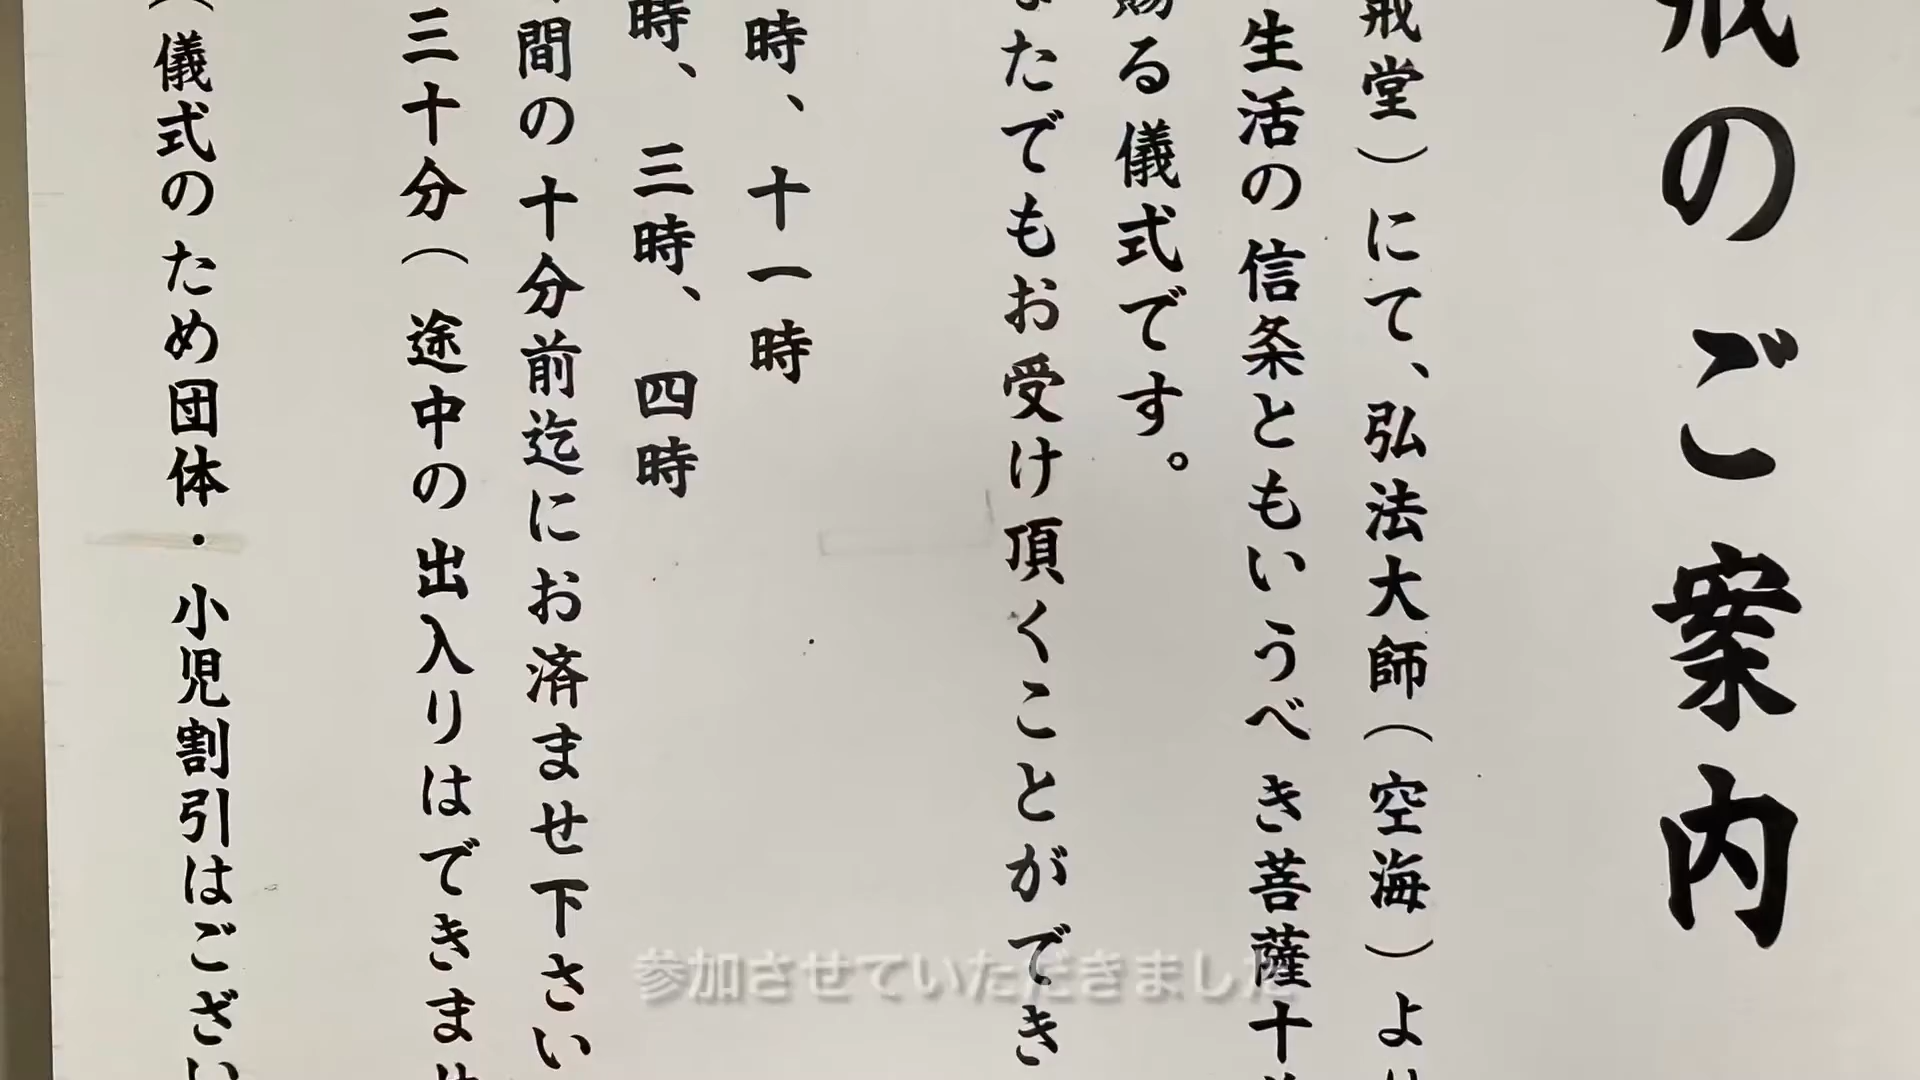 戒のご案内
戒堂）にて、弘法大師（空海）より
生活の信条ともいうべき菩薩十
賜る儀式です。
またでもお受け頂くことができ
時、十一時
時、三時、四時
間の十分前迄にお済ませ下さい
三十分（途中の出入りはできませ
（儀式のため団体・小児割引はござい
参加させていただきました